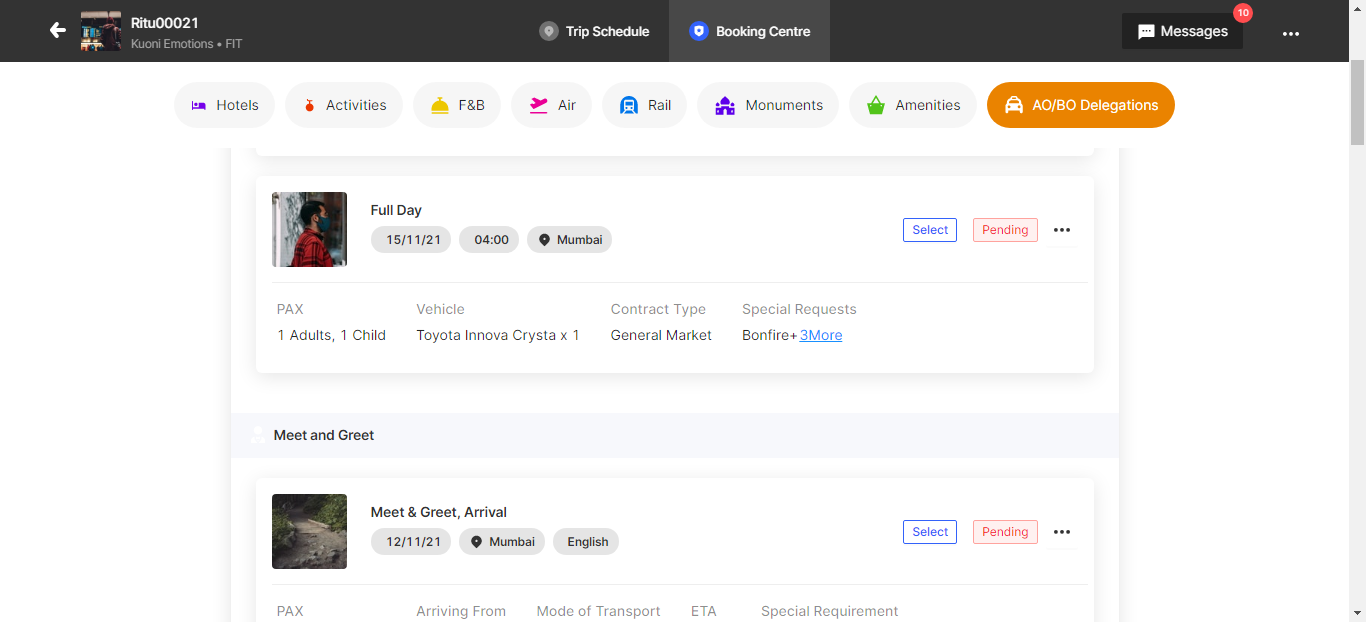 Ritu00021
Kuoni Emotions • FIT
Trip Schedule
Booking Centre
Messages
10
Hotels
Activities
F&B
Air
Rail
Monuments
Amenities
AO/BO Delegations
Full Day
15/11/21
04:00
Mumbai
Select
Pending
PAX
Vehicle
Contract Type
Special Requests
1 Adults, 1 Child
Toyota Innova Crysta x 1
General Market
Bonfire+3More
Meet and Greet
Meet & Greet, Arrival
12/11/21
Mumbai
English
Select
Pending
PAX
Arriving From
Mode of Transport
ETA
Special Requirement